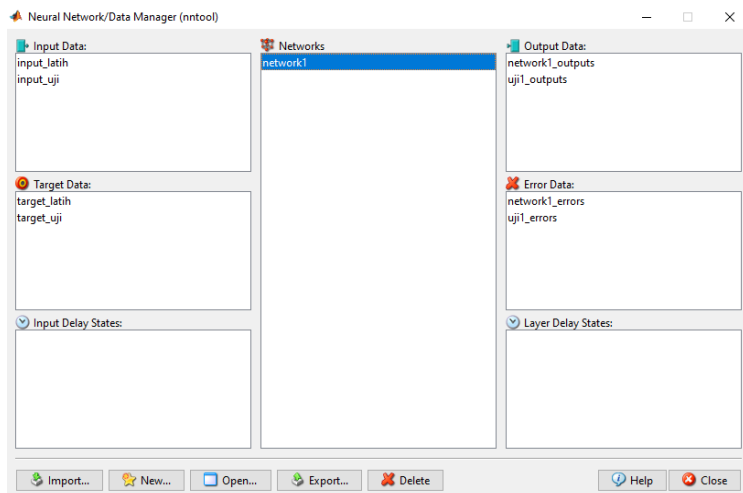 Neural Network/Data Manager (nntool)
Input Data:
input_latih
input_uji
Networks
network1
Output Data:
network1_outputs
uji1_outputs
Target Data:
target_latih
target_uji
Error Data:
network1_errors
uji1_errors
Input Delay States:
Layer Delay States:
Import...
New...
Open...
Export...
Delete
Help
Close